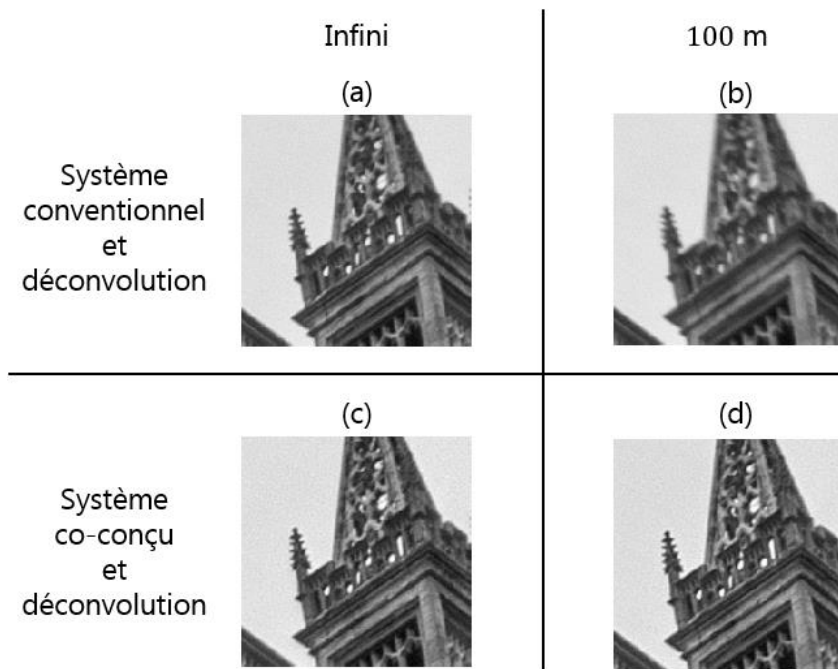 Infini
100 m
(a)
(b)
Système
conventionnel
et
déconvolution
(c)
(d)
Système
co-conçu
et
déconvolution